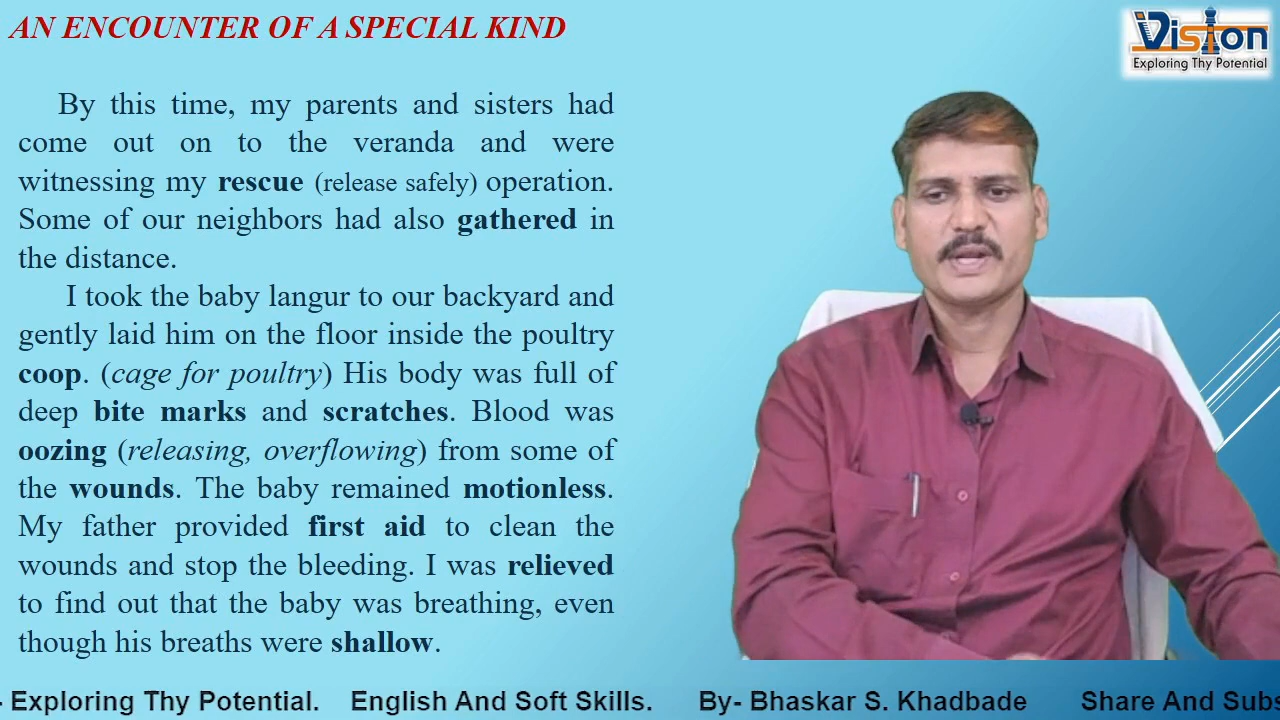 AN ENCOUNTER OF A SPECIAL KIND
Vision
Exploring Thy Potential
By this time, my parents and sisters had
come out on to the veranda and were
witnessing my rescue (release safely) operation.
Some of our neighbors had also gathered in
the distance.
I took the baby langur to our backyard and
gently laid him on the floor inside the poultry
coop. (cage for poultry) His body was full of
deep bite marks and scratches. Blood was
oozing (releasing, overflowing) from some of
the wounds. The baby remained motionless.
My father provided first aid to clean the
wounds and stop the bleeding. I was relieved
to find out that the baby was breathing, even
though his breaths were shallow.
- Exploring Thy Potential. English And Soft Skills. By- Bhaskar S. Khadbade Share And Subs